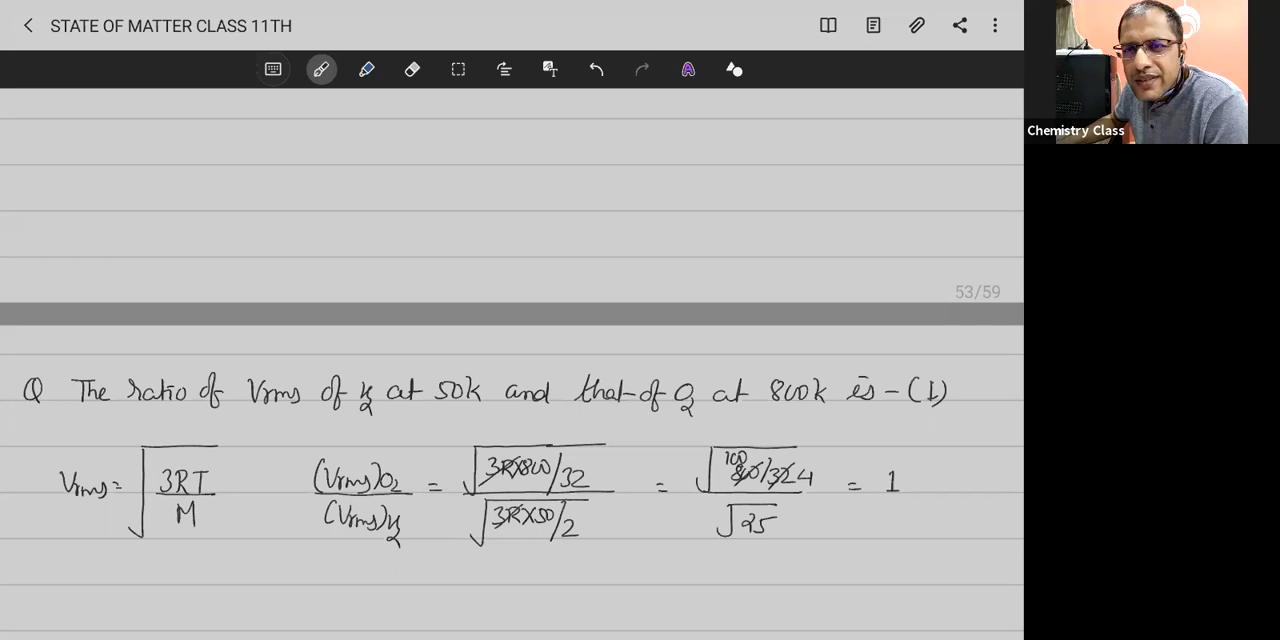 STATE OF MATTER CLASS 11TH
Chemistry Class
53/59
Q The ratio of Vrms of H2 at 50k and that of O2 at 800k is - (1)
Vrms = √(3RT/M) (Vrms)O2/(Vrms)H2 = √(3R×800/32)/√(3R×50/2) = √(100 800/32 4)/√25 = 1